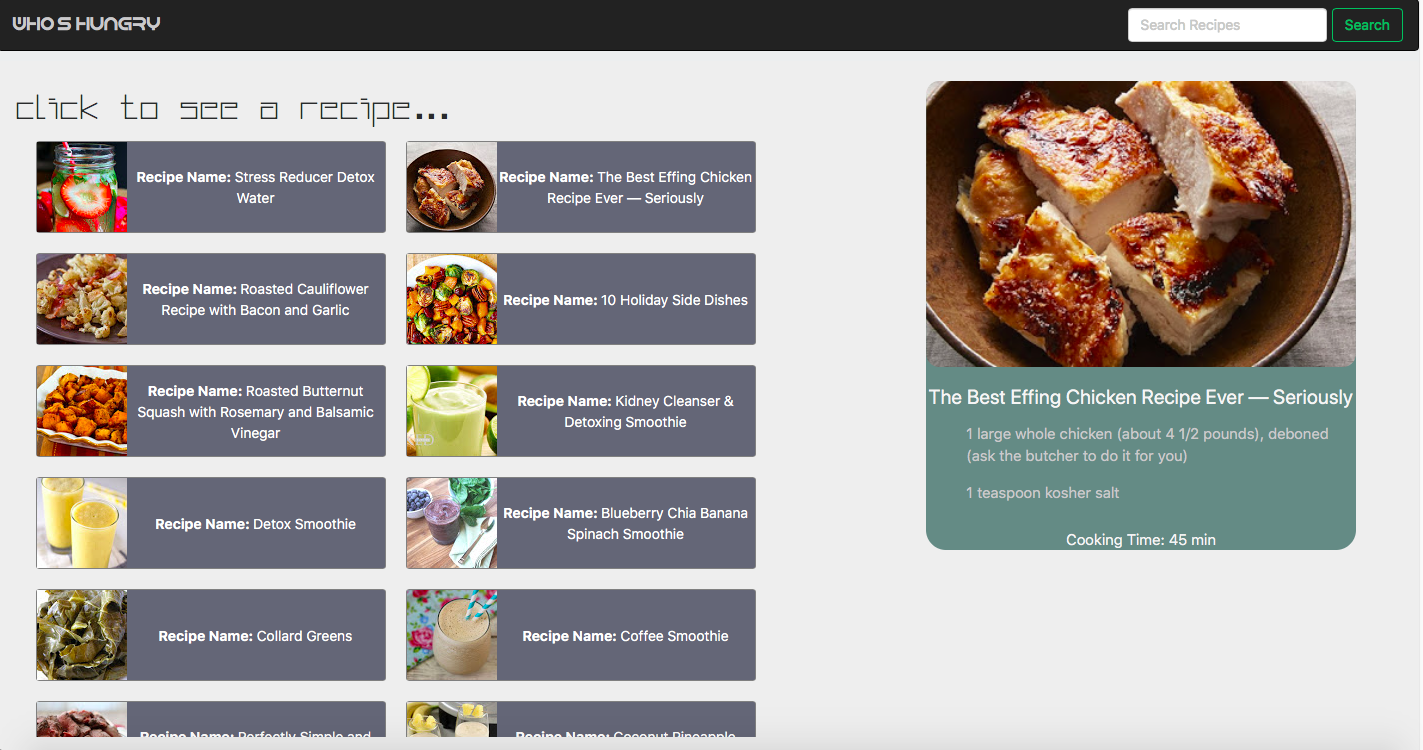 WHO S HUNGRY
Search Recipes
Search
click to see a recipe...
Recipe Name: Stress Reducer Detox
Water
Recipe Name: The Best Effing Chicken
Recipe Ever — Seriously
Recipe Name: Roasted Cauliflower
Recipe with Bacon and Garlic
Recipe Name: 10 Holiday Side Dishes
Recipe Name: Roasted Butternut
Squash with Rosemary and Balsamic
Vinegar
Recipe Name: Kidney Cleanser &
Detoxing Smoothie
Recipe Name: Detox Smoothie
Recipe Name: Blueberry Chia Banana
Spinach Smoothie
Recipe Name: Collard Greens
Recipe Name: Coffee Smoothie
Recipe Name: Perfectly Simple and
Recipe Name: Coconut Pineapple
The Best Effing Chicken Recipe Ever — Seriously
1 large whole chicken (about 4 1/2 pounds), deboned
(ask the butcher to do it for you)
1 teaspoon kosher salt
Cooking Time: 45 min